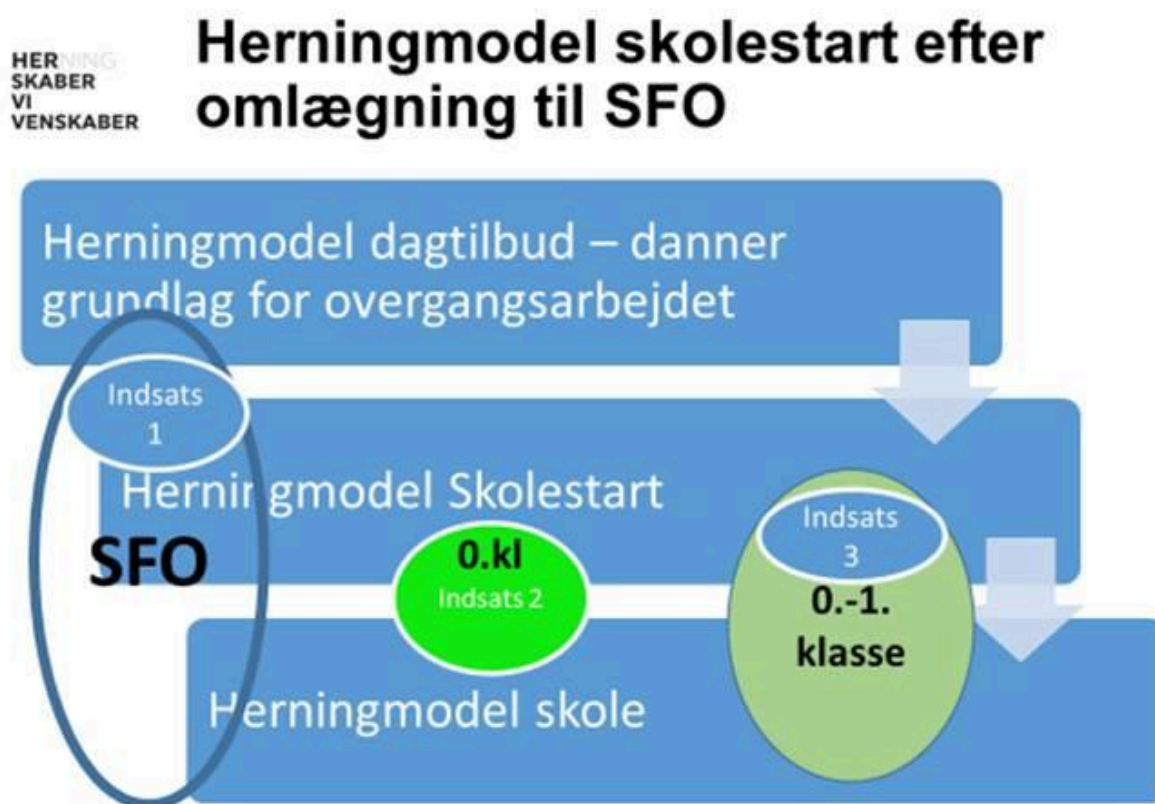 HERNING
SKABER
VI
VENSKABER
Herningmodel skolestart efter
omlægning til SFO
Herningmodel dagtilbud – danner
grundlag for overgangsarbejdet
Indsats
1
Herningmodel Skolestart
SFO
0.kl
Indsats 2
Indsats
3
0.-1.
klasse
Herningmodel skole